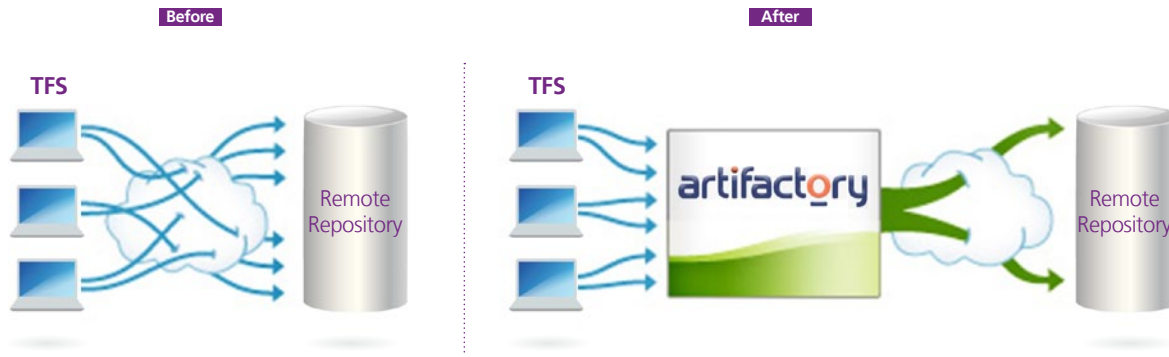 Before
After
TFS
TFS
Remote
Repository
artifactory
Remote
Repository